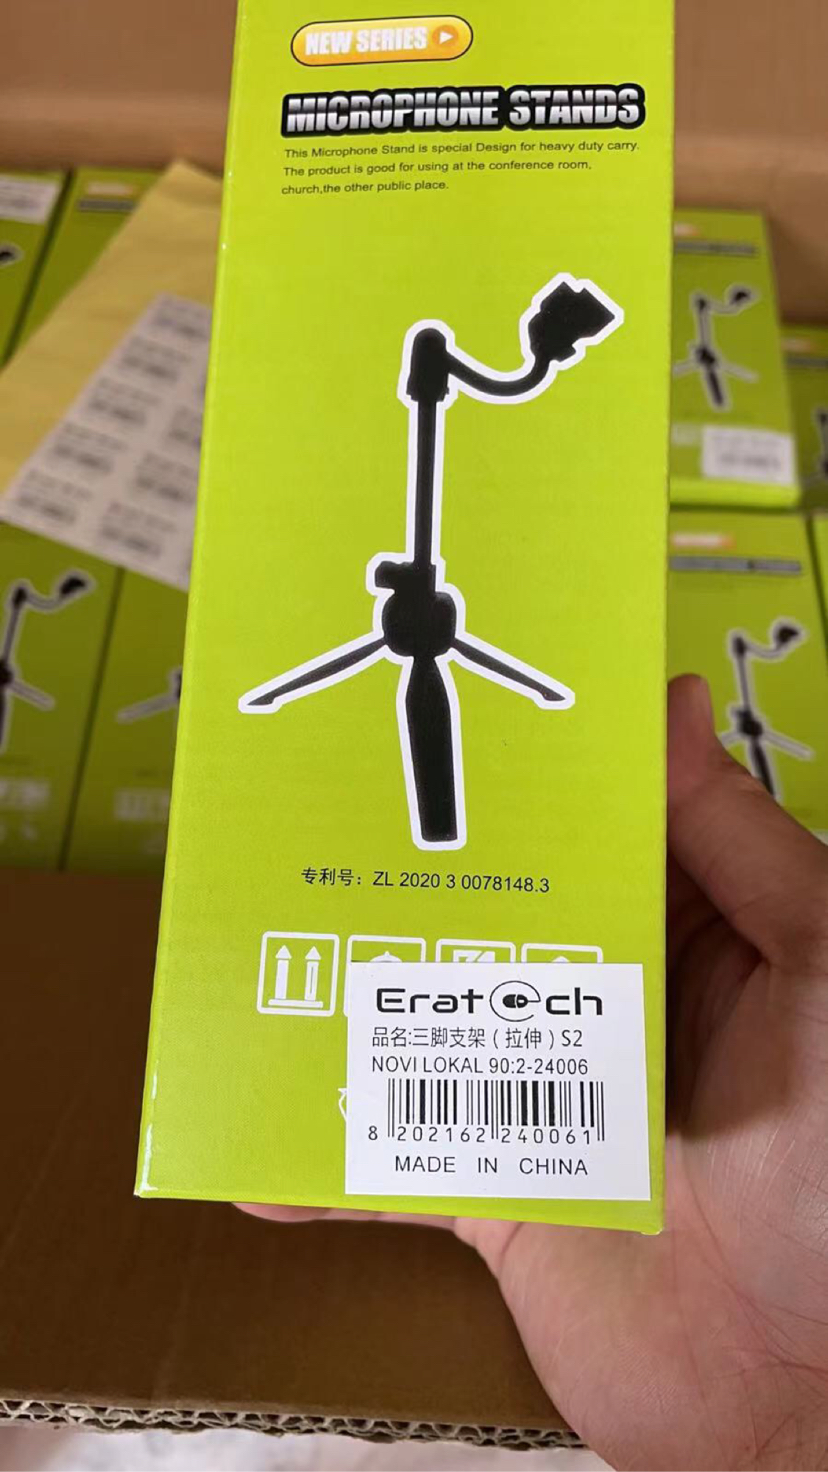 NEW SERIES
MICROPHONE STANDS
This Microphone Stand is special Design for heavy duty carry.
The product is good for using at the conference room,
church,the other public place.
专利号：ZL 2020 3 0078148.3
Eratech
品名:三脚支架（拉伸）S2
NOVI LOKAL 90:2-24006
8 202162 240061
MADE IN CHINA